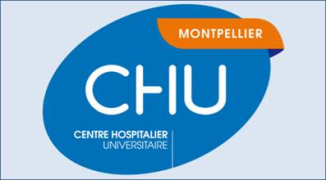 MONTPELLIER
CHU
CENTRE HOSPITALIER
UNIVERSITAIRE